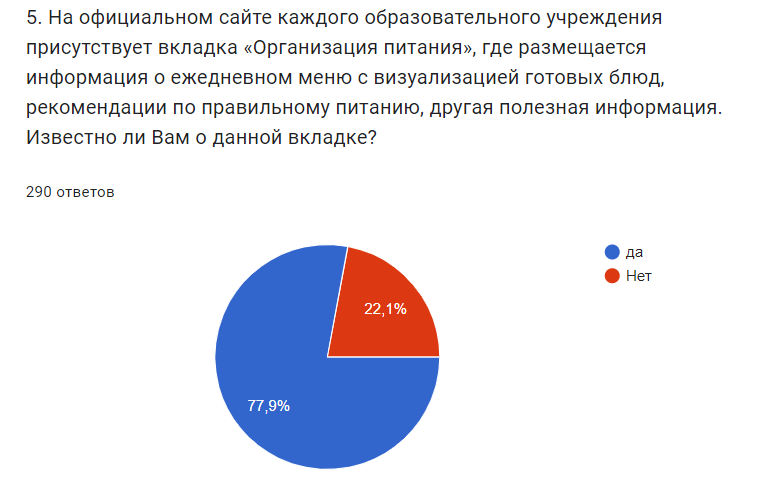 5. На официальном сайте каждого образовательного учреждения
присутствует вкладка «Организация питания», где размещается
информация о ежедневном меню с визуализацией готовых блюд,
рекомендации по правильному питанию, другая полезная информация.
Известно ли Вам о данной вкладке?
290 ответов
да
Нет
22,1%
77,9%